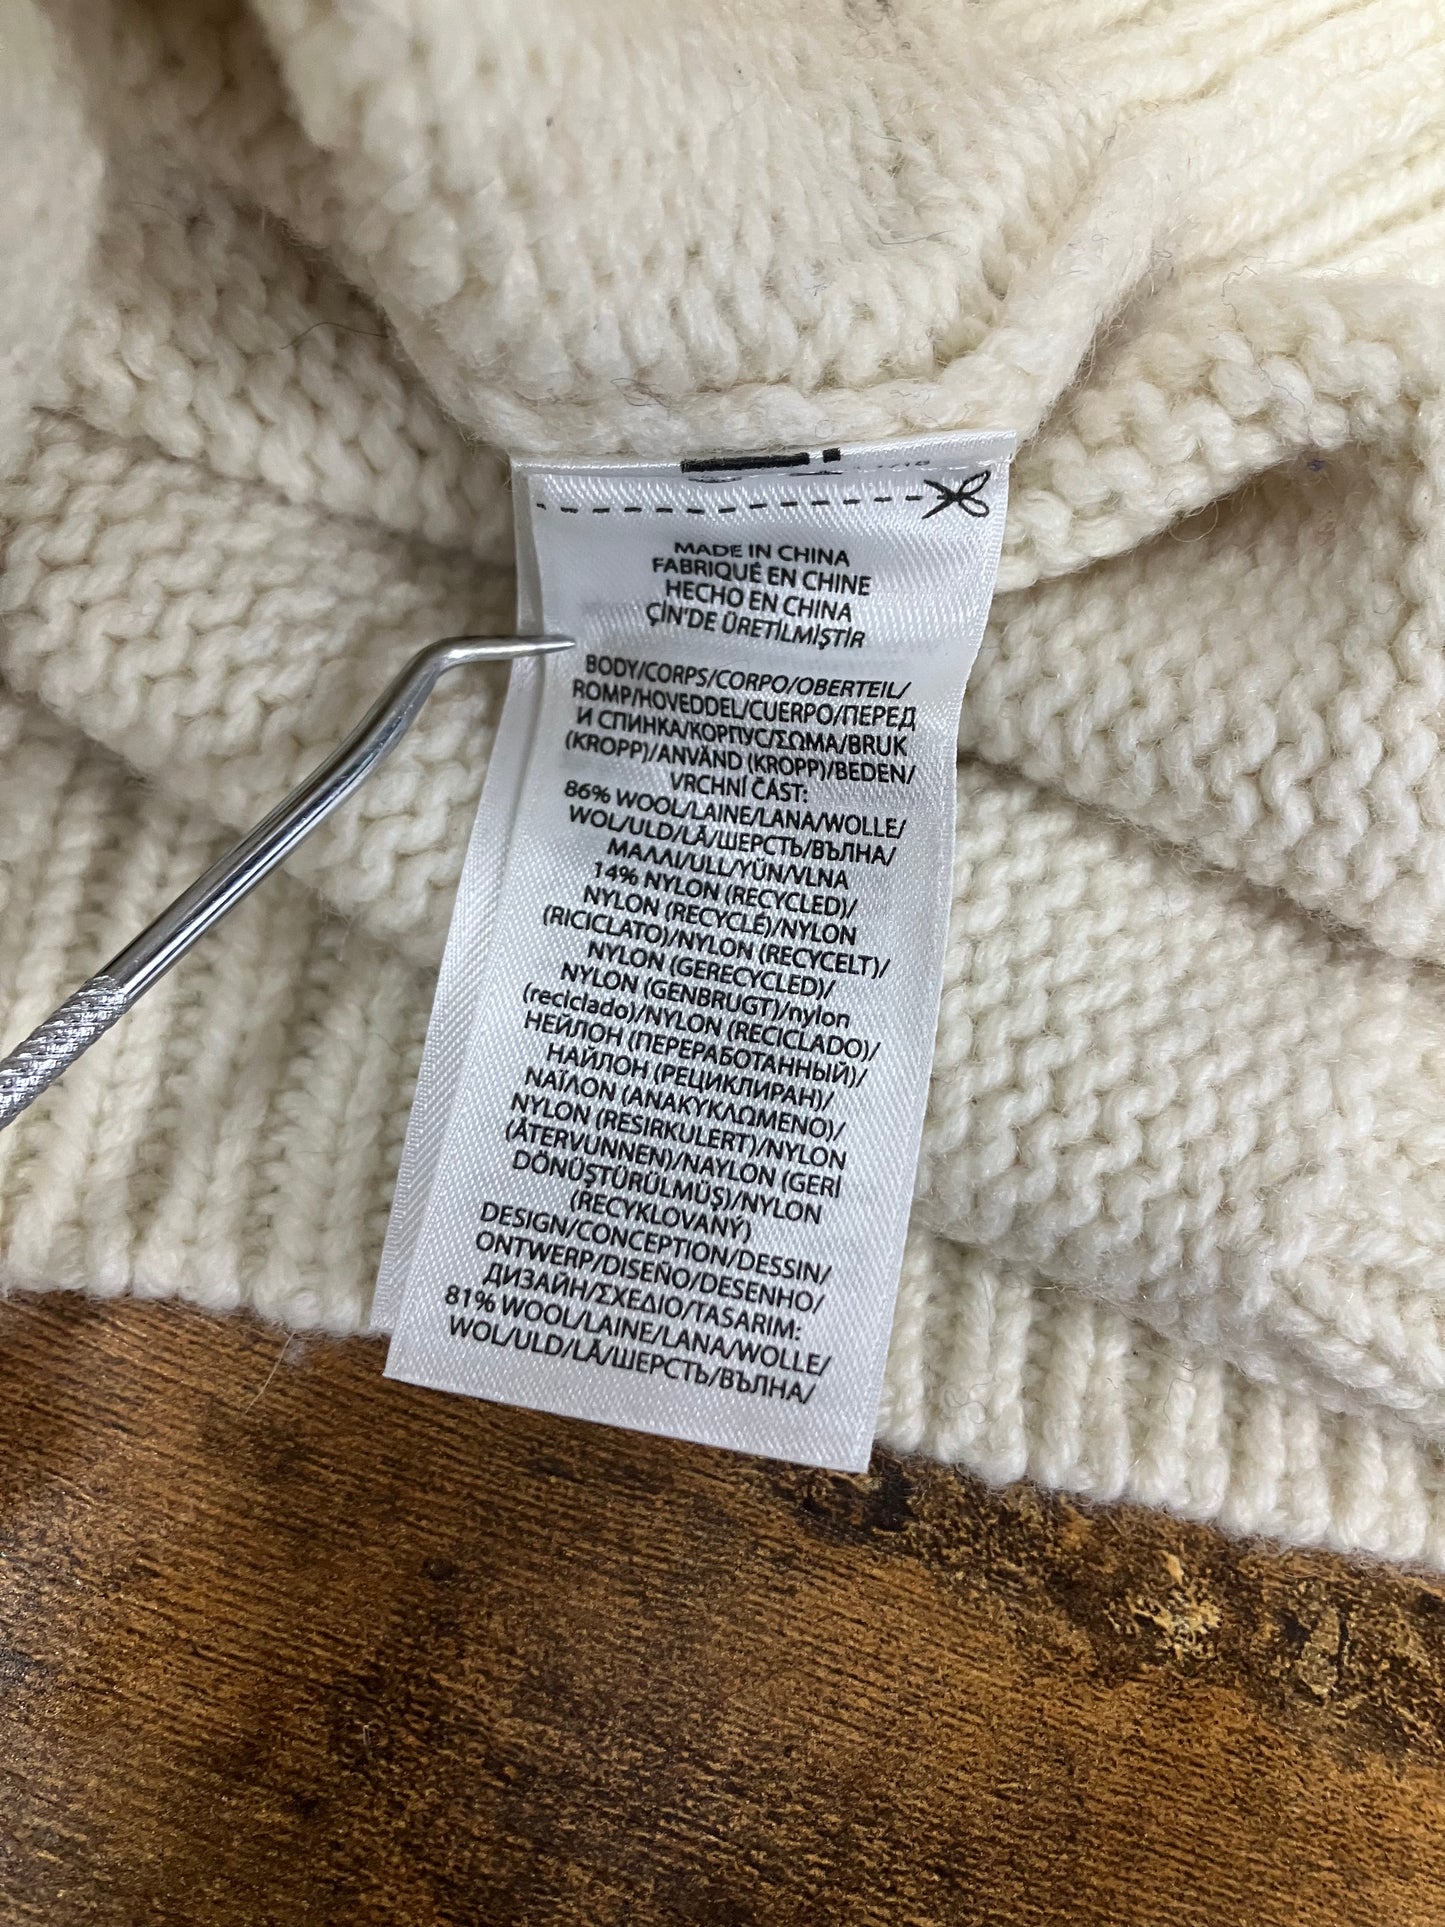 MADE IN CHINA
FABRIQUÉ EN CHINE
HECHO EN CHINA
ÇİN'DE ÜRETİLMİŞTİR
BODY/CORPS/CORPO/OBERTEIL/
ROMP/HOVEDDEL/CUERPO/ПЕРЕД
И СПИНКА/КОРПУС/ΣΩΜΑ/BRUK
(KROPP)/ANVÄND (KROPP)/BEDEN/
VRCHNÍ ČÁST:
86% WOOL/LAINE/LANA/WOLLE/
WOL/ULD/LÃ/ШЕРСТЬ/ВЪЛНА/
ΜΑΛΛΙ/ULL/YÜN/VLNA
14% NYLON (RECYCLED)/
NYLON (RECYCLÉ)/NYLON
(RICICLATO)/NYLON (RECYCELT)/
NYLON (GERECYCLED)/
NYLON (GENBRUGT)/nylon
(reciclado)/NYLON (RECICLADO)/
НЕЙЛОН (ПЕРЕРАБОТАННЫЙ)/
НАЙЛОН (РЕЦИКЛИРАН)/
ΝΑΪΛΟΝ (ΑΝΑΚΥΚΛΩΜΕΝΟ)/
NYLON (RESIRKULERT)/NYLON
(ÅTERVUNNEN)/NAYLON (GERİ
DÖNÜŞTÜRÜLMÜŞ)/NYLON
(RECYKLOVANÝ)
DESIGN/CONCEPTION/DESSIN/
ONTWERP/DISEÑO/DESENHO/
ДИЗАЙН/ΣΧΕΔΙΟ/TASARIM:
81% WOOL/LAINE/LANA/WOLLE/
WOL/ULD/LÃ/ШЕРСТЬ/ВЪЛНА/